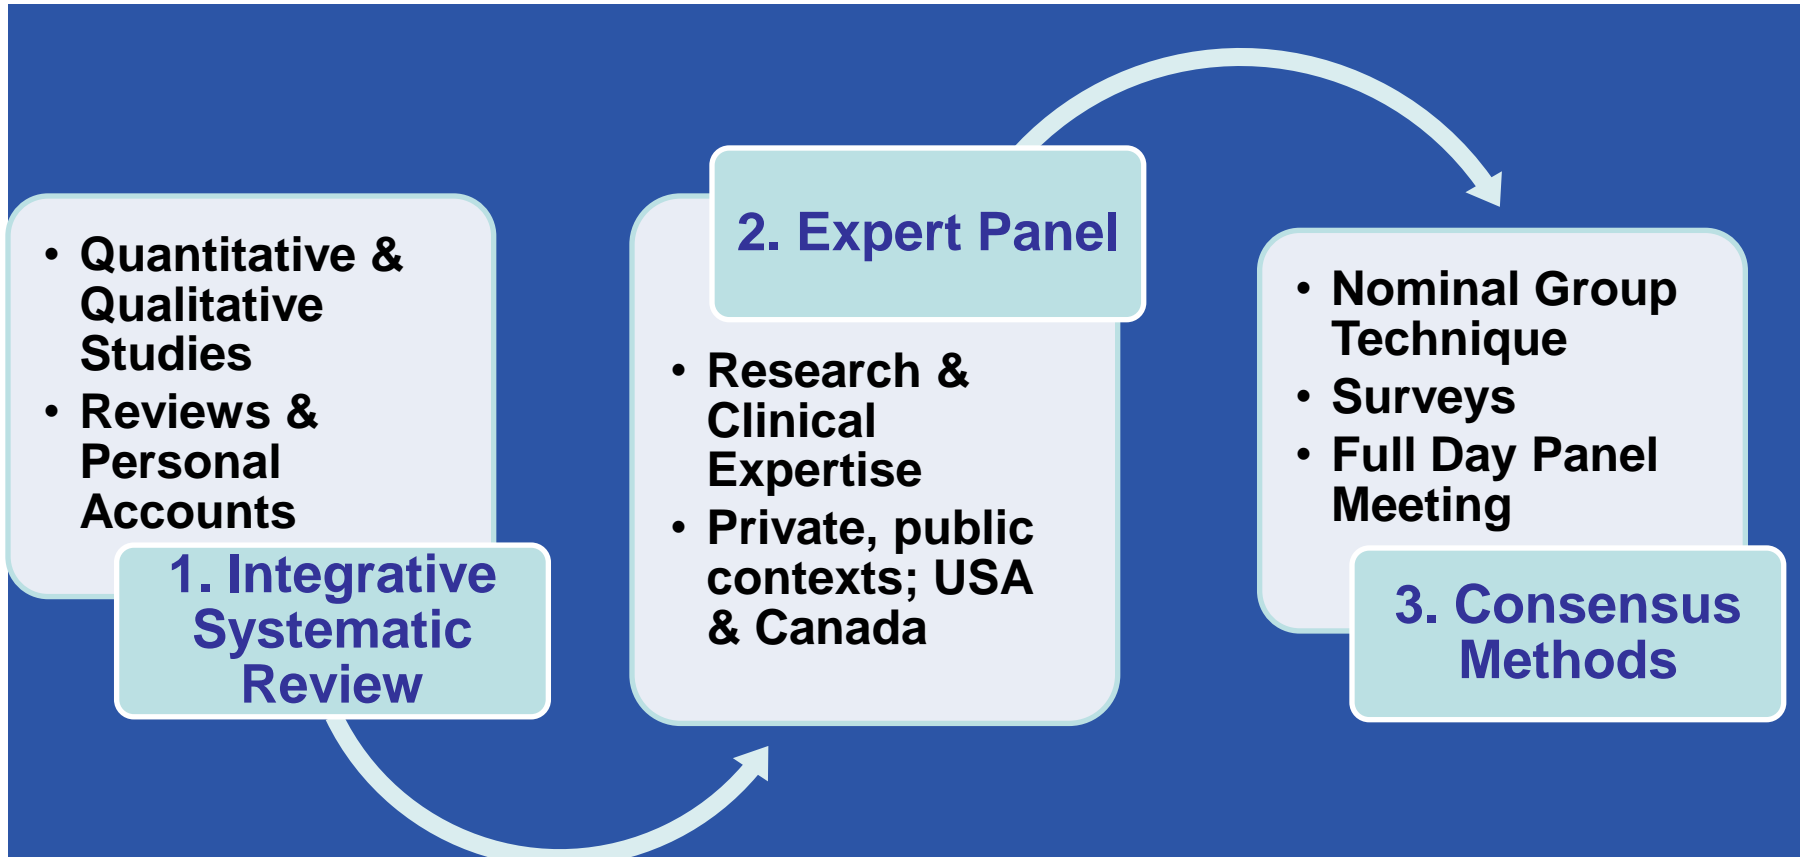 • Quantitative &
Qualitative
Studies
• Reviews &
Personal
Accounts
1. Integrative
Systematic
Review
2. Expert Panel
• Research &
Clinical
Expertise
• Private, public
contexts; USA
& Canada
• Nominal Group
Technique
• Surveys
• Full Day Panel
Meeting
3. Consensus
Methods